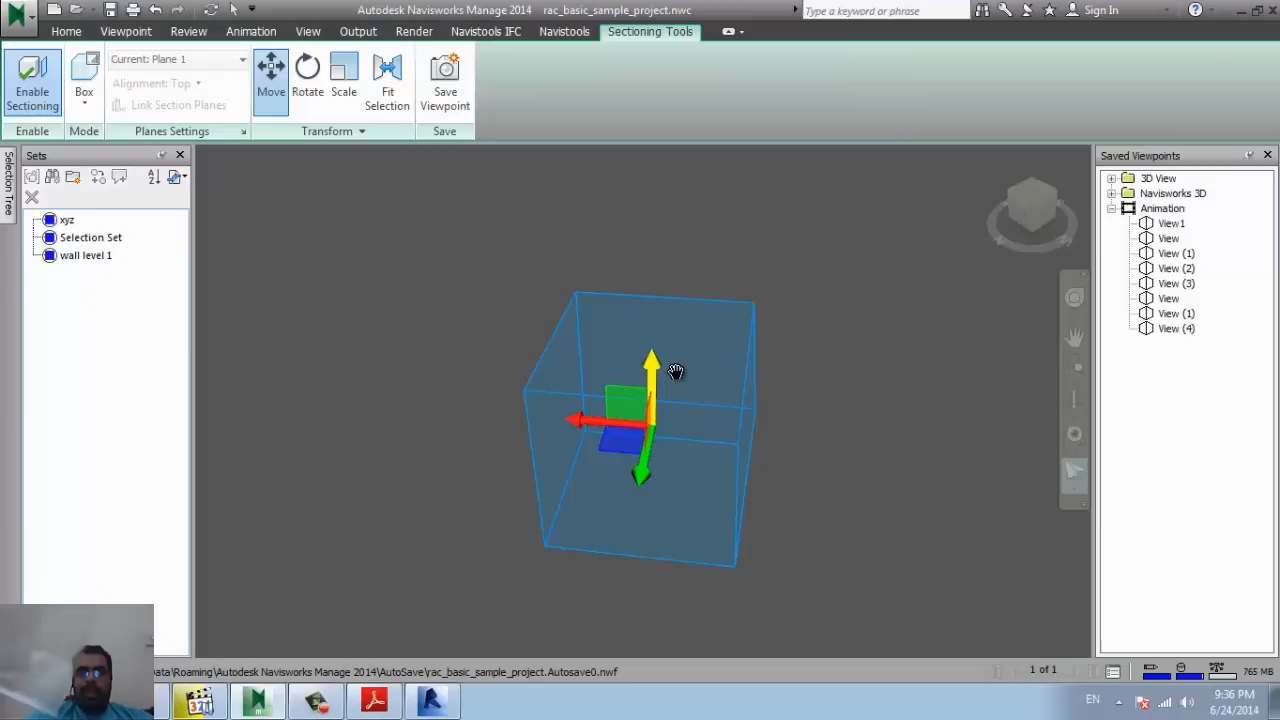 Autodesk Navisworks Manage 2014 rac_basic_sample_project.nwc
Type a keyword or phrase
Sign In
Home Viewpoint Review Animation View Output Render Navistools IFC Navistools Sectioning Tools
Enable Sectioning
Box
Current: Plane 1
Alignment: Top
Link Section Planes
Move
Rotate
Scale
Fit Selection
Save Viewpoint
Enable Mode Planes Settings Transform Save
Selection Tree
Sets
xyz
Selection Set
wall level 1
Saved Viewpoints
3D View
Navisworks 3D
Animation
View1
View
View (1)
View (2)
View (3)
View
View (1)
View (4)
Data\Roaming\Autodesk Navisworks Manage 2014\AutoSave\rac_basic_sample_project.Autosave0.nwf
1 of 1
765 MB
321
EN
9:36 PM
6/24/2014